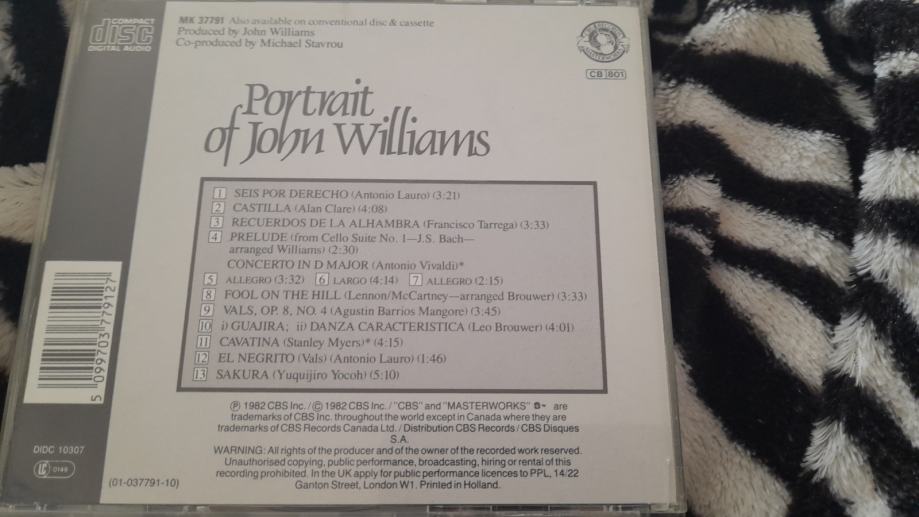 COMPACT
disc
DIGITAL AUDIO
MK 37791 Also available on conventional disc & cassette
Produced by John Williams
Co-produced by Michael Stavrou
CB 801
Portrait
of John Williams
1 SEIS POR DERECHO (Antonio Lauro) (3:21)
2 CASTILLA (Alan Clare) (4:08)
3 RECUERDOS DE LA ALHAMBRA (Francisco Tarrega) (3:33)
4 PRELUDE (from Cello Suite No. 1—J.S. Bach—
arranged Williams) (2:30)
CONCERTO IN D MAJOR (Antonio Vivaldi)*
5 ALLEGRO (3:32) 6 LARGO (4:14) 7 ALLEGRO (2:15)
8 FOOL ON THE HILL (Lennon/McCartney—arranged Brouwer) (3:33)
9 VALS, OP. 8, NO. 4 (Agustin Barrios Mangore) (3:45)
10 i) GUAJIRA; ii) DANZA CARACTERISTICA (Leo Brouwer) (4:01)
11 CAVATINA (Stanley Myers)* (4:15)
12 EL NEGRITO (Vals) (Antonio Lauro) (1:46)
13 SAKURA (Yuquijiro Yocoh) (5:10)
5 099703 779127
DIDC 10307
LC 0149
(01-037791-10)
℗ 1982 CBS Inc. / © 1982 CBS Inc. / "CBS" and "MASTERWORKS" are
trademarks of CBS Inc. throughout the world except in Canada where they are
trademarks of CBS Records Canada Ltd. / Distribution CBS Records / CBS Disques
S.A.
WARNING: All rights of the producer and of the owner of the recorded work reserved.
Unauthorised copying, public performance, broadcasting, hiring or rental of this
recording prohibited. In the UK apply for public performance licences to PPL, 14/22
Ganton Street, London W1. Printed in Holland.